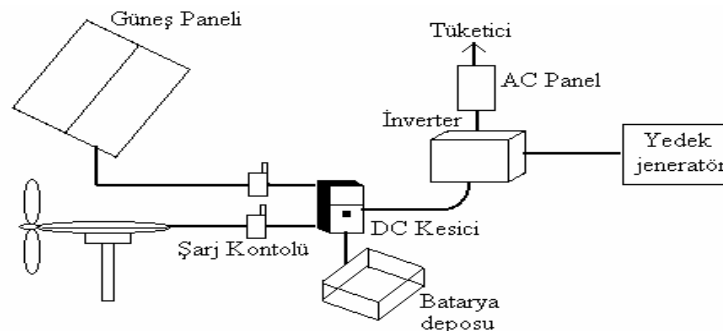 Güneş Paneli
Tüketici
AC Panel
İnverter
Yedek
jeneratör
Şarj Kontolü
DC Kesici
Batarya
deposu